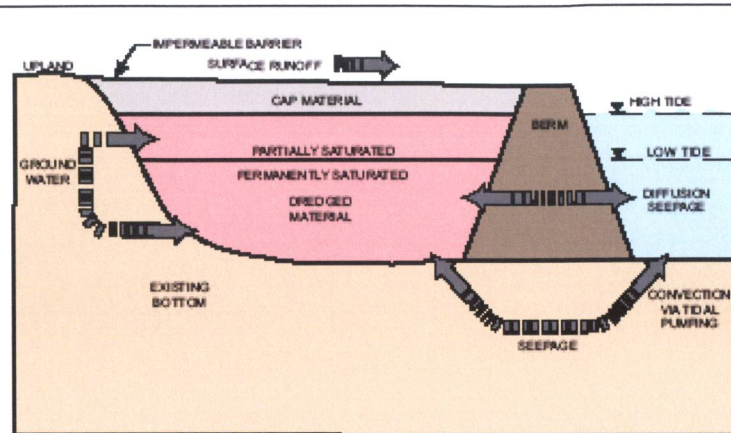 IMPERMEABLE BARRIER
UPLAND
SURFACE RUNOFF
CAP MATERIAL
HIGH TIDE
BERM
PARTIALLY SATURATED
LOW TIDE
GROUND
WATER
PERMANENTLY SATURATED
DREDGED
MATERIAL
DIFFUSION
SEEPAGE
EXISTING
BOTTOM
CONVECTION
VIA TIDAL
PUMPING
SEEPAGE